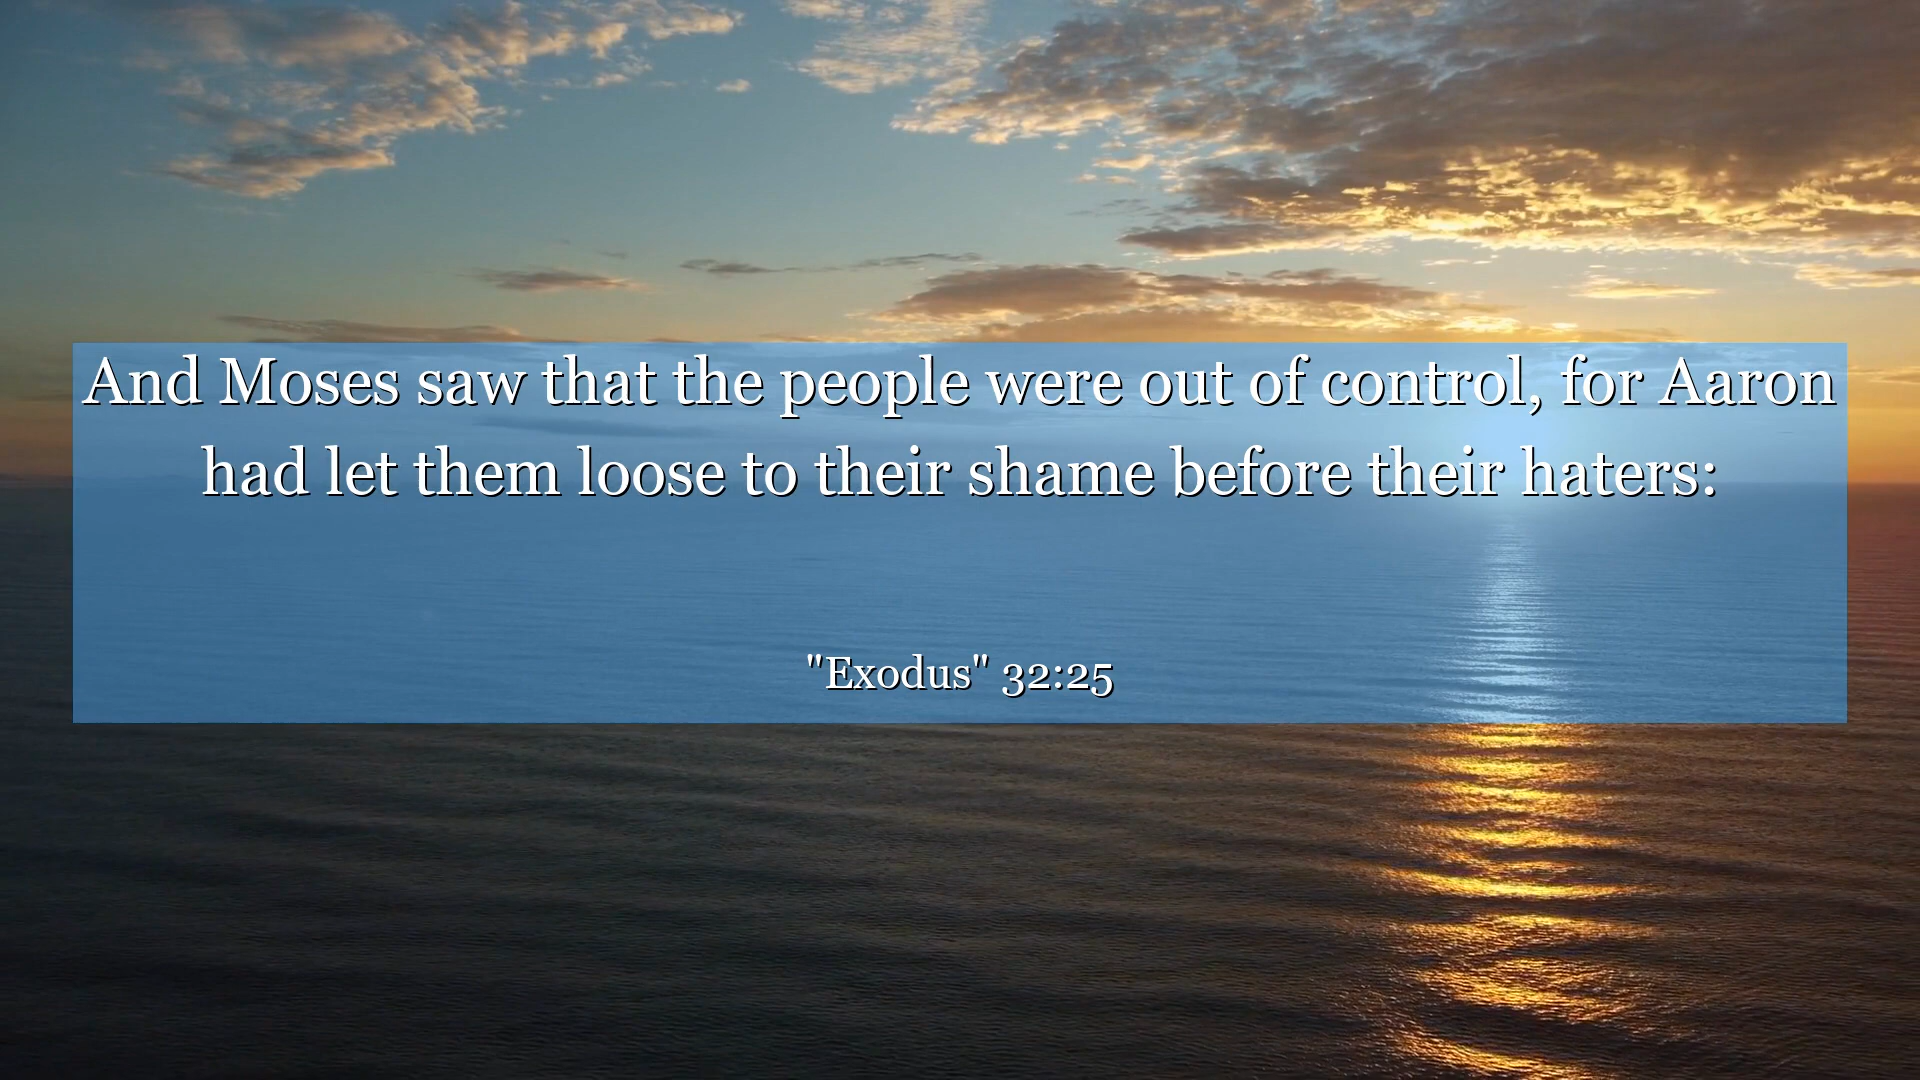 And Moses saw that the people were out of control, for Aaron
had let them loose to their shame before their haters:
"Exodus" 32:25